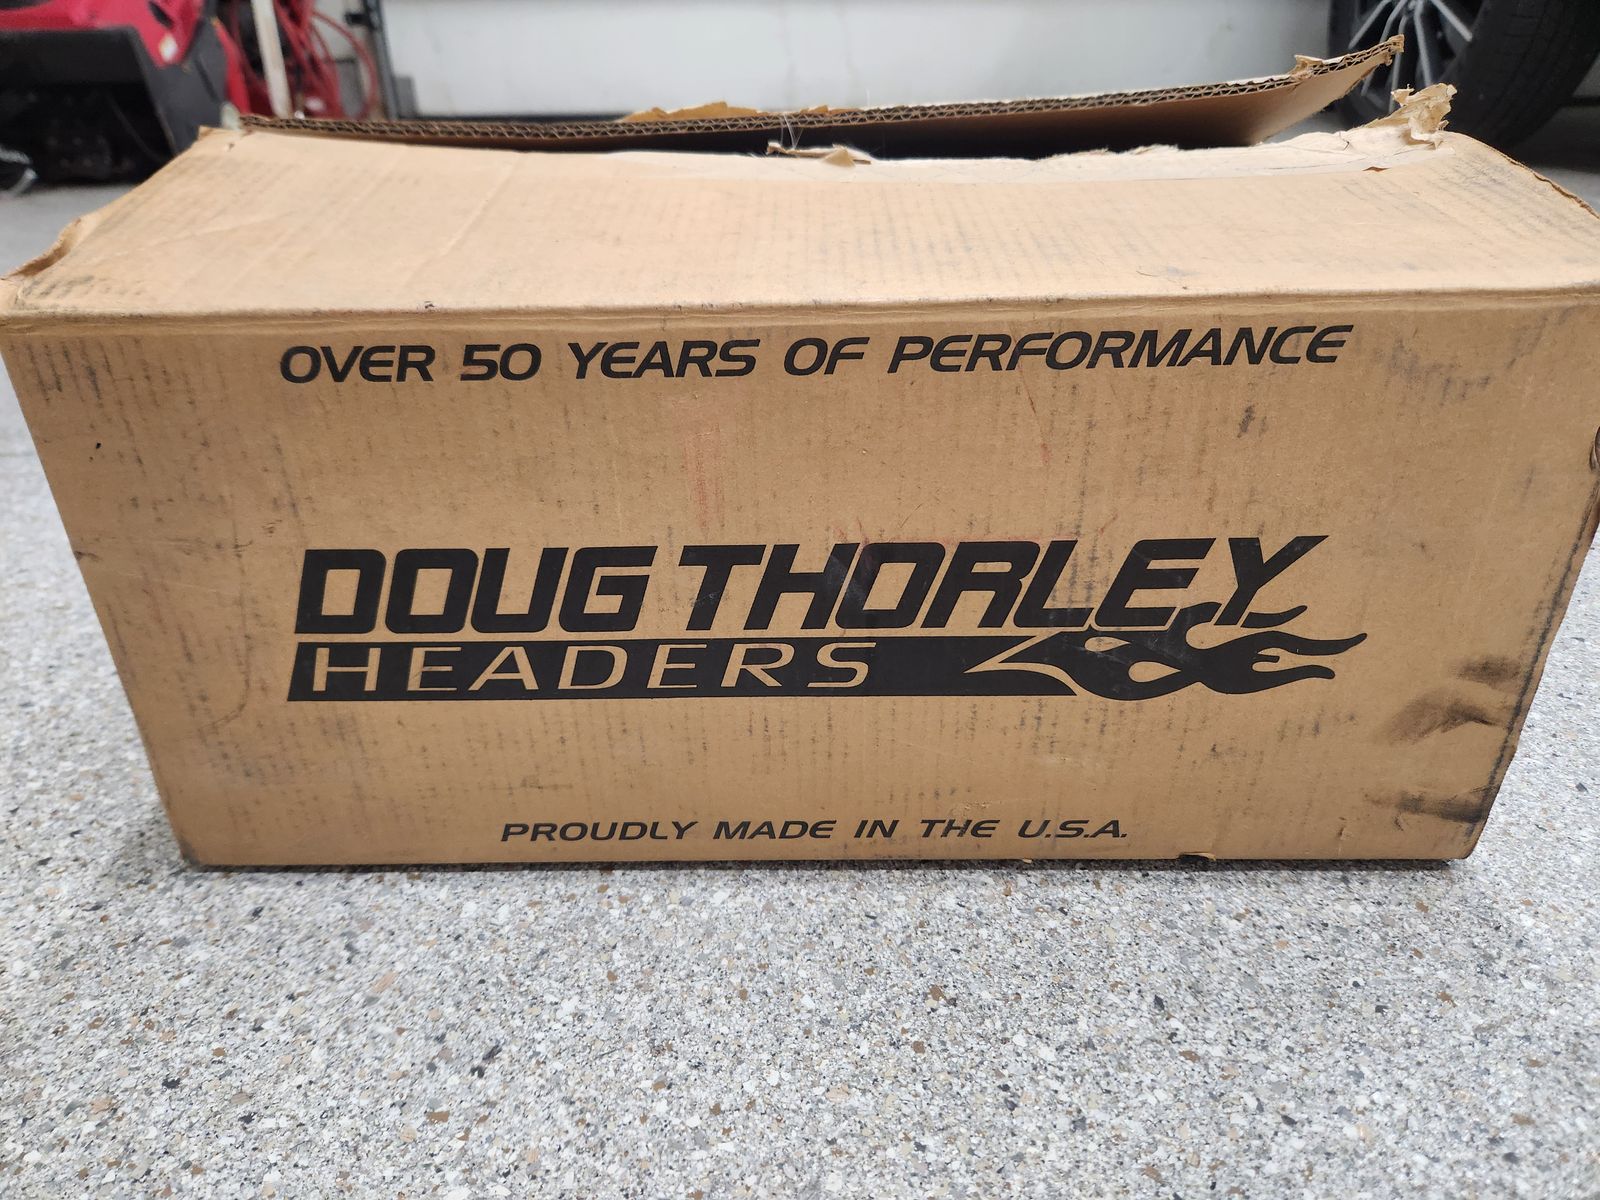 OVER 50 YEARS OF PERFORMANCE
DOUG THORLEY
HEADERS
PROUDLY MADE IN THE U.S.A.